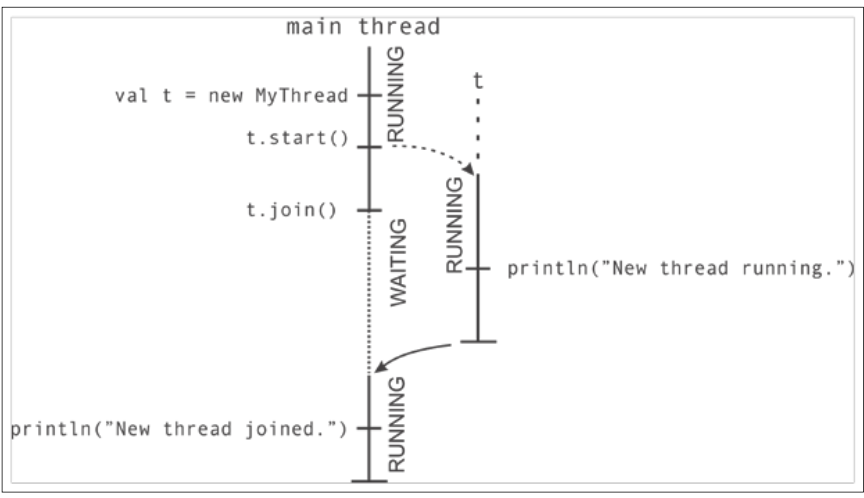 main thread
RUNNING
t
val t = new MyThread
t.start()
RUNNING
t.join()
WAITING
println("New thread running.")
RUNNING
println("New thread joined.")